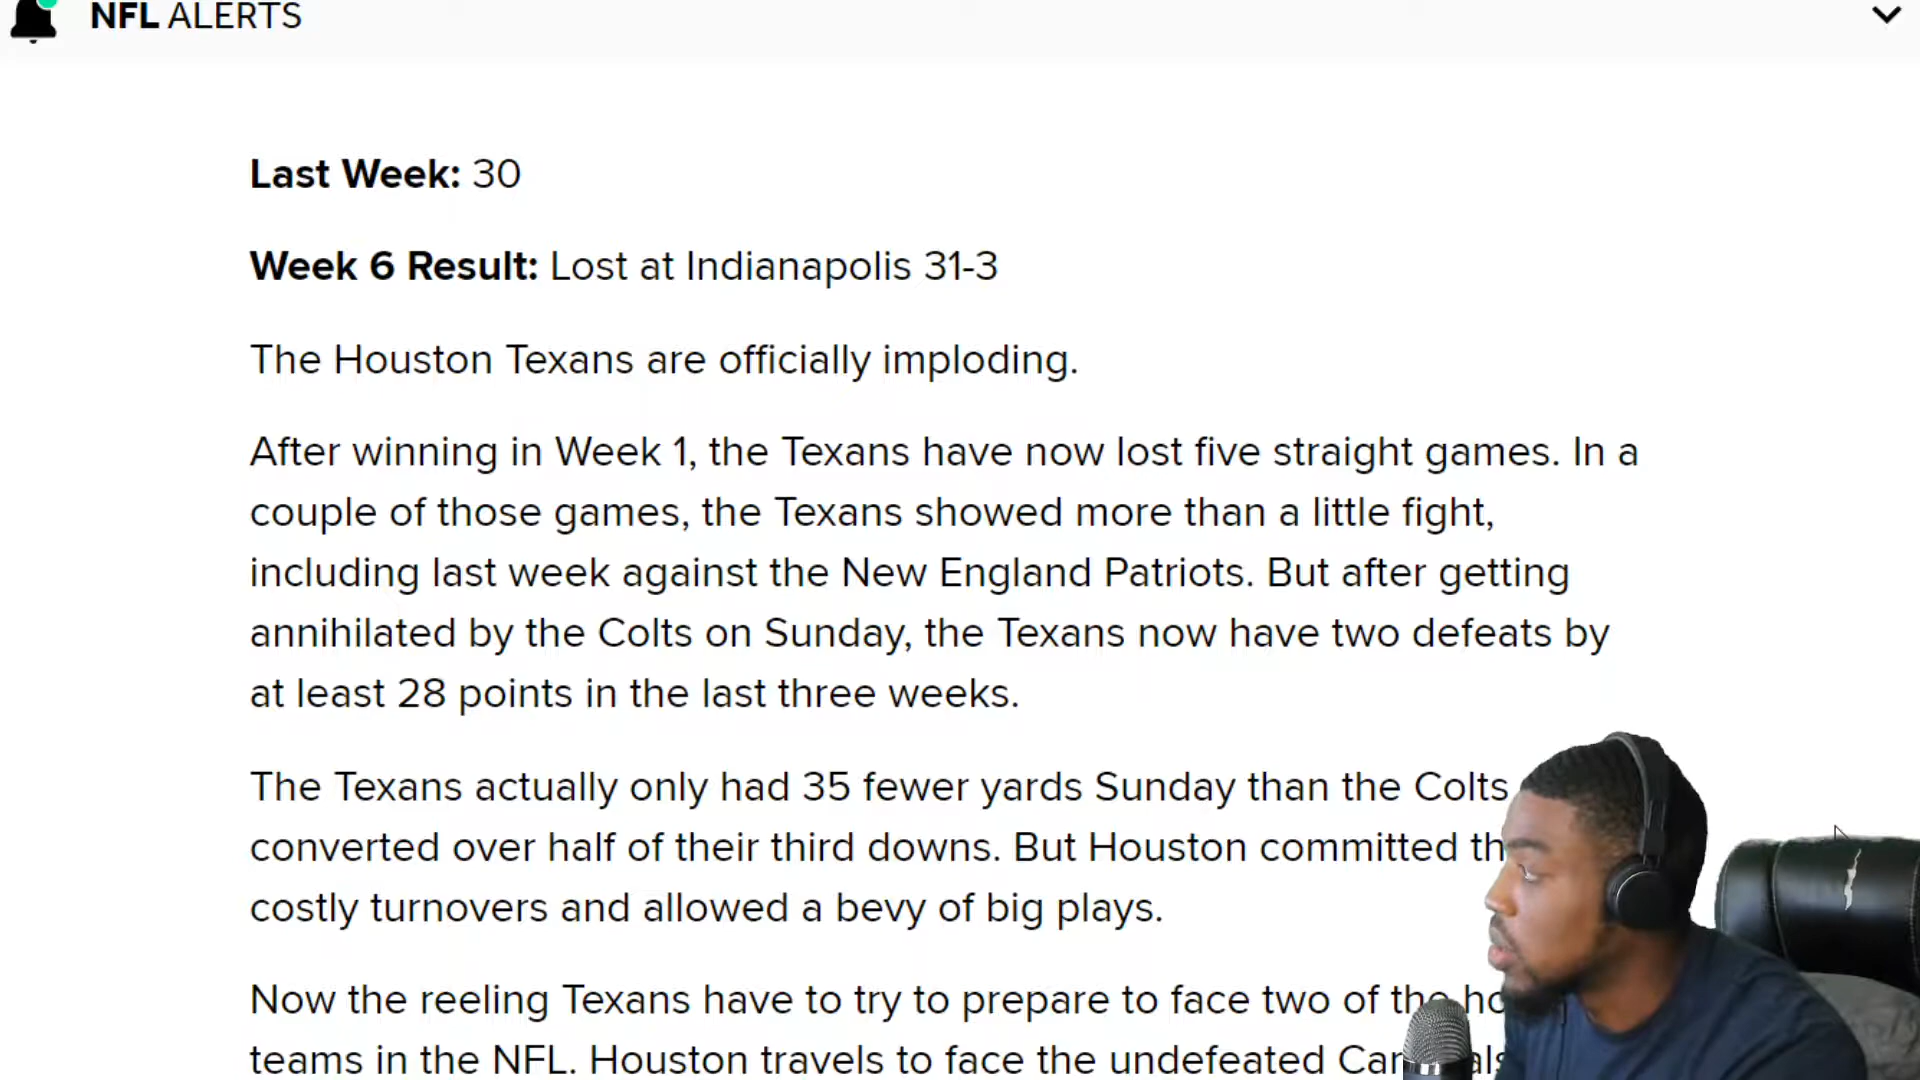 NFL ALERTS
Last Week: 30
Week 6 Result: Lost at Indianapolis 31-3
The Houston Texans are officially imploding.
After winning in Week 1, the Texans have now lost five straight games. In a
couple of those games, the Texans showed more than a little fight,
including last week against the New England Patriots. But after getting
annihilated by the Colts on Sunday, the Texans now have two defeats by
at least 28 points in the last three weeks.
The Texans actually only had 35 fewer yards Sunday than the Colts
converted over half of their third downs. But Houston committed
costly turnovers and allowed a bevy of big plays.
Now the reeling Texans have to try to prepare to face two of the
teams in the NFL. Houston travels to face the undefeated